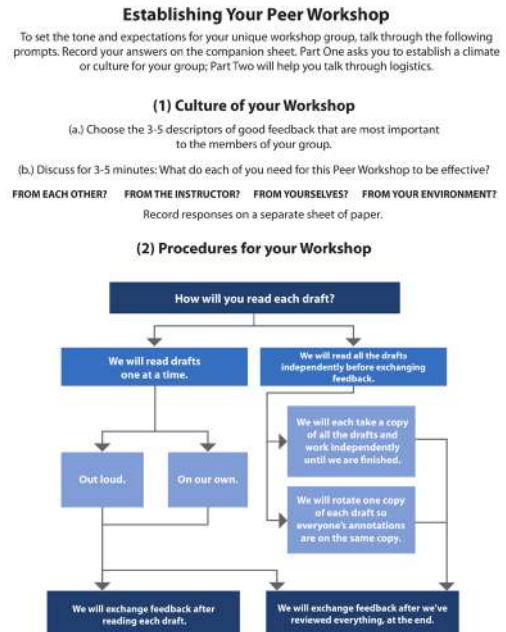 Establishing Your Peer Workshop
To set the tone and expectations for your unique workshop group, talk through the following
prompts. Record your answers on the companion sheet. Part One asks you to establish a climate
or culture for your group; Part Two will help you talk through logistics.
(1) Culture of your Workshop
(a.) Choose the 3-5 descriptors of good feedback that are most important
to the members of your group.
(b.) Discuss for 3-5 minutes: What do each of you need for this Peer Workshop to be effective?
FROM EACH OTHER? FROM THE INSTRUCTOR? FROM YOURSELVES? FROM YOUR ENVIRONMENT?
Record responses on a separate sheet of paper.
(2) Procedures for your Workshop
How will you read each draft?
We will read drafts
one at a time.
We will read all the drafts
independently before exchanging
feedback.
We will each take a copy
of all the drafts and
work independently
until we are finished.
Out loud.
On our own.
We will rotate one copy
of each draft so
everyone's annotations
are on the same copy.
We will exchange feedback after
reading each draft.
We will exchange feedback after we've
reviewed everything, at the end.